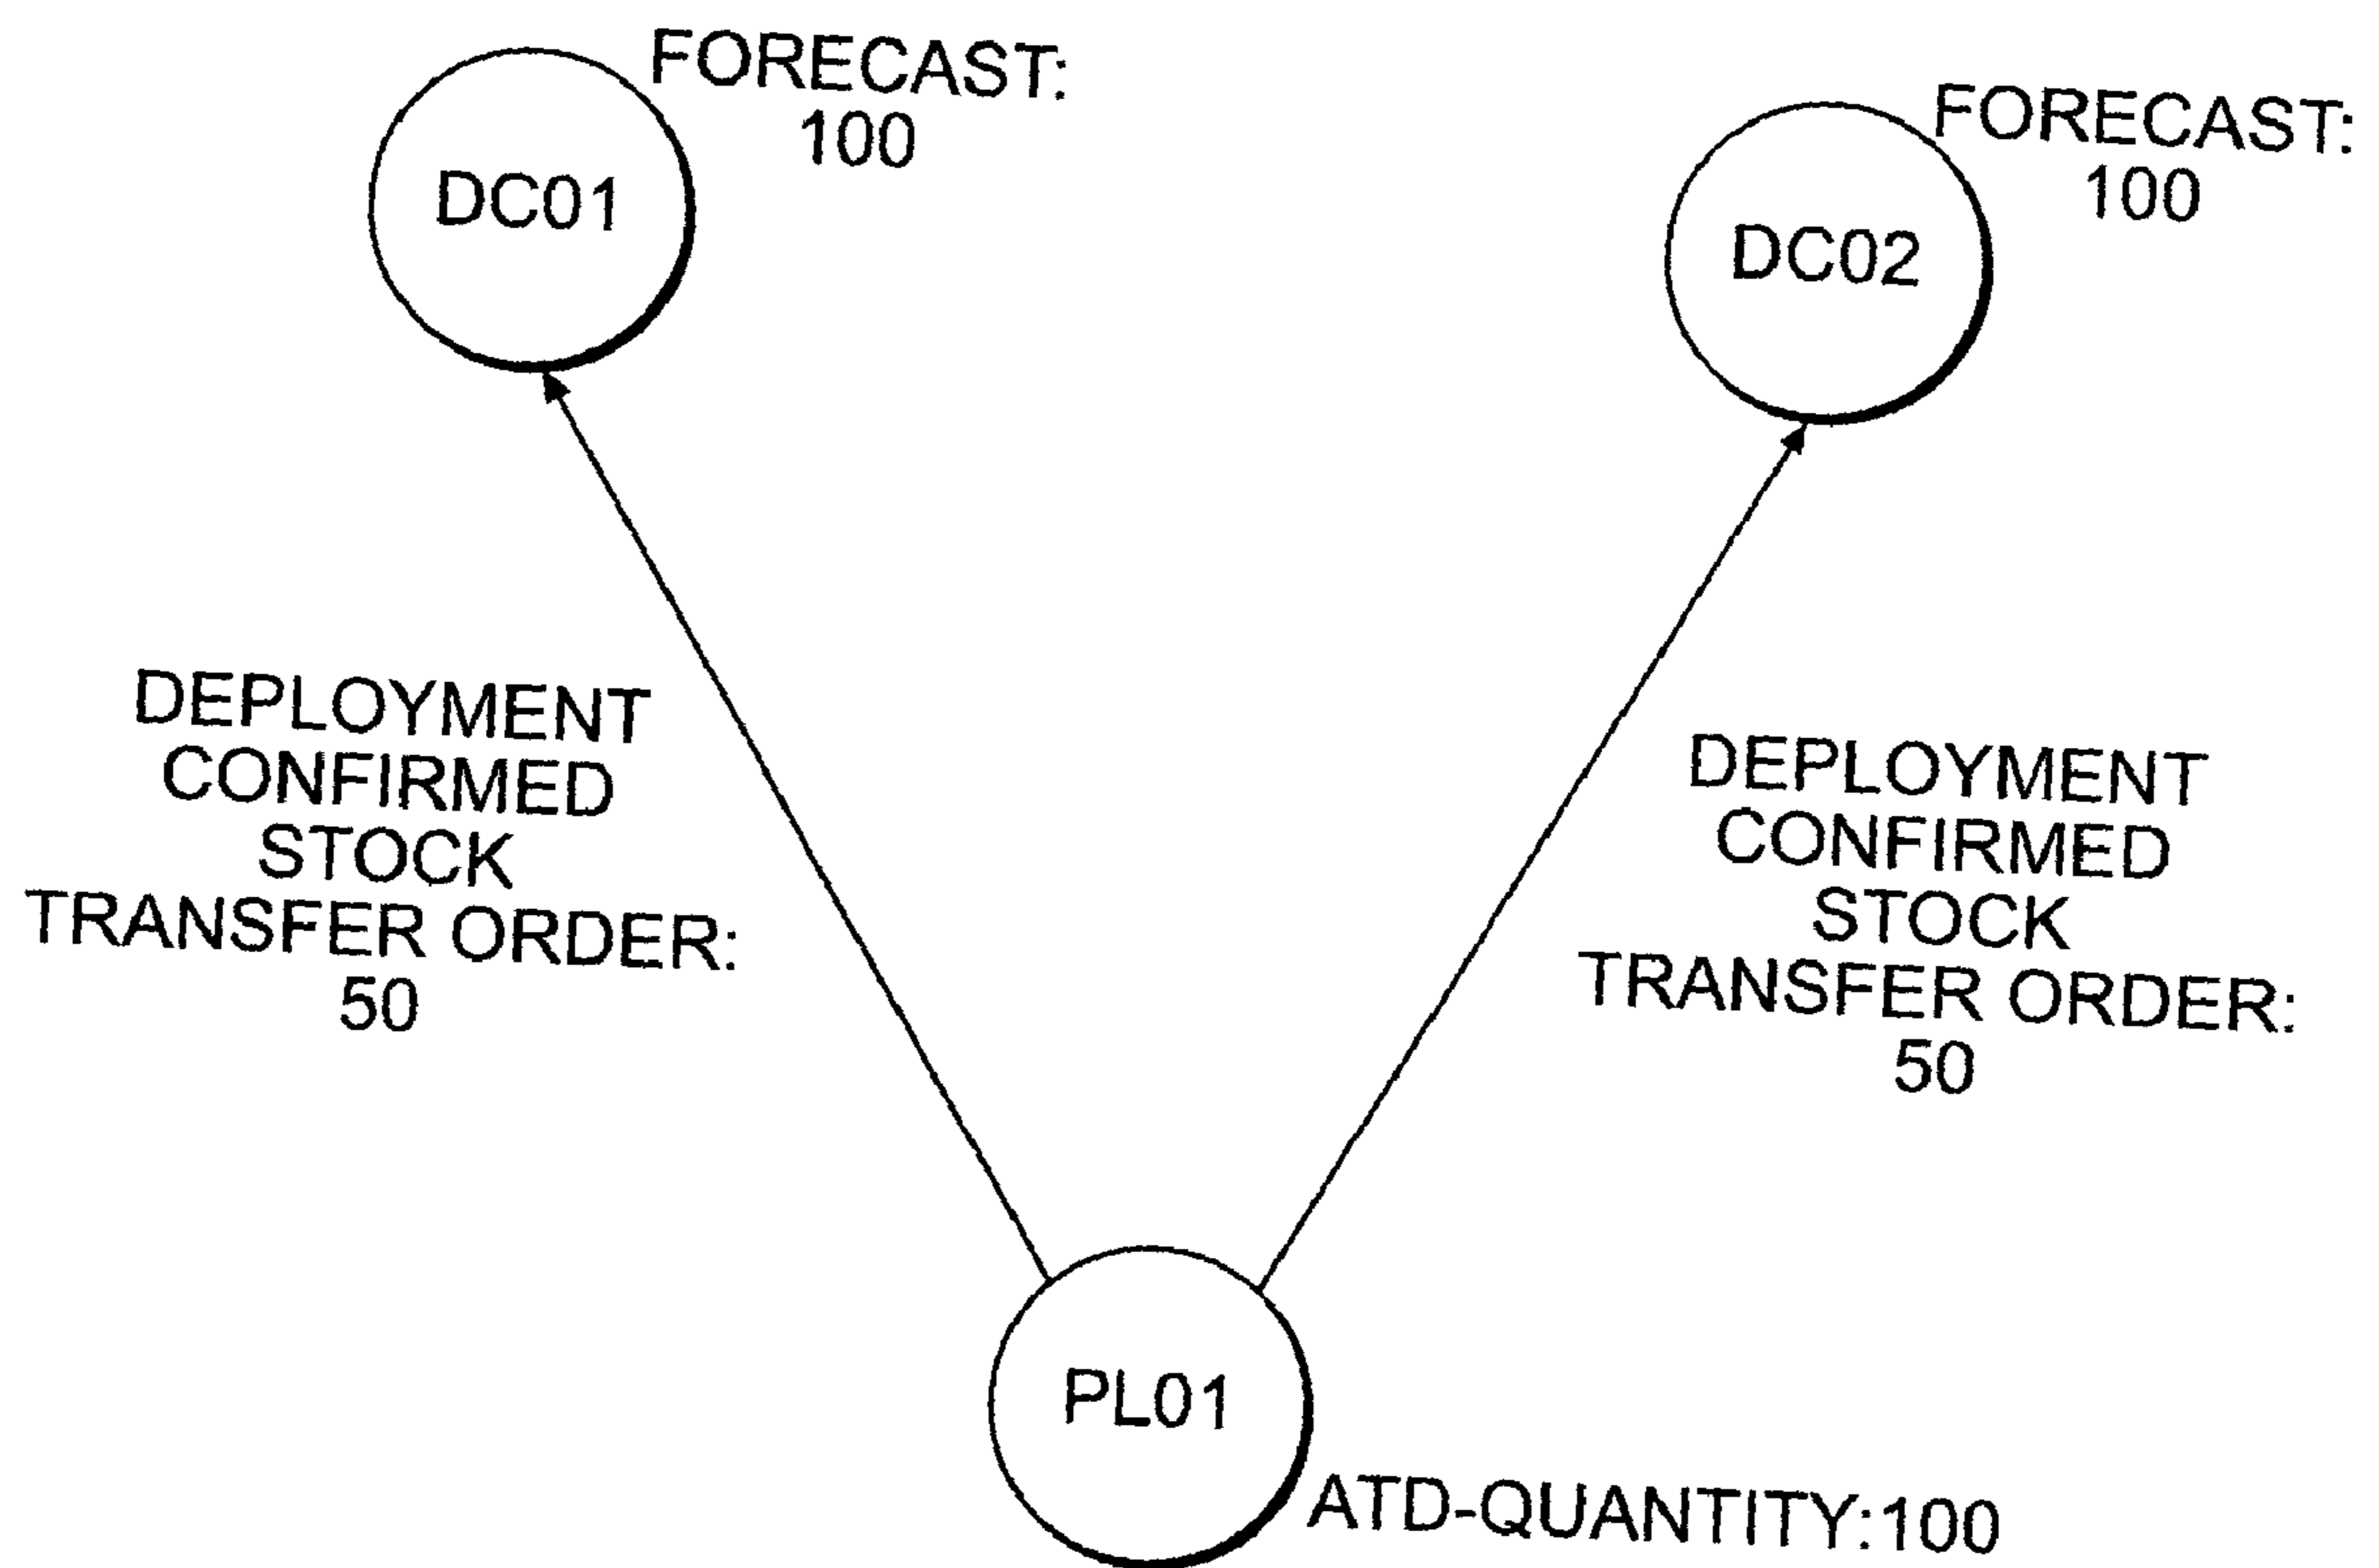 FORECAST:
100
DC01
FORECAST:
100
DC02
DEPLOYMENT
CONFIRMED
STOCK
TRANSFER ORDER:
50
DEPLOYMENT
CONFIRMED
STOCK
TRANSFER ORDER:
50
PL01
ATD-QUANTITY:100